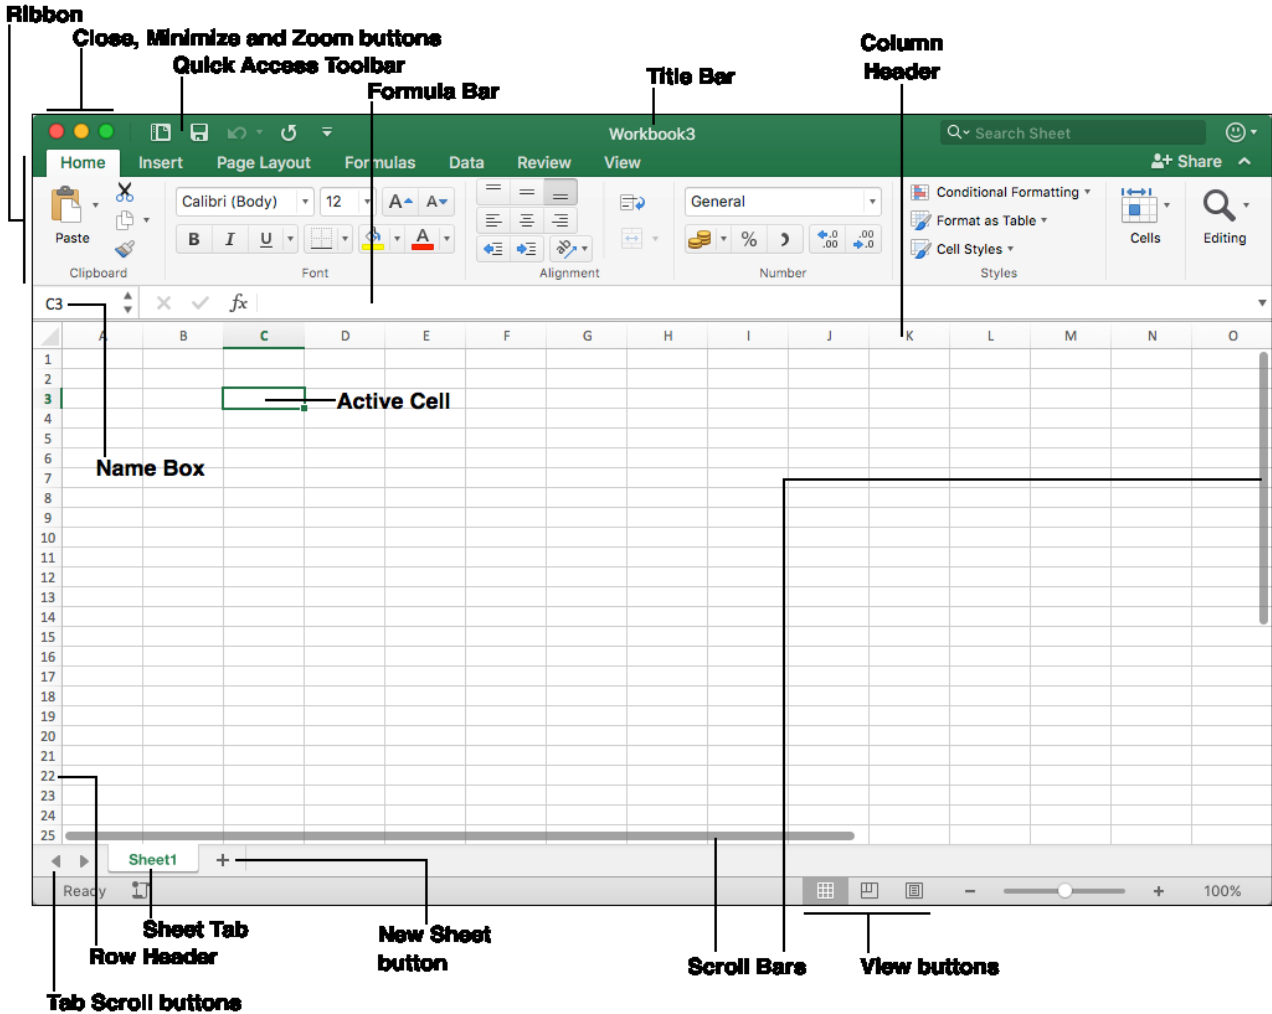 Ribbon
Close, Minimize and Zoom buttons
Quick Access Toolbar
Formula Bar
Title Bar
Column
Header
Workbook3
Search Sheet
Home Insert Page Layout Formulas Data Review View
Share
Paste
Clipboard
Calibri (Body) 12 A A
B I U A
Font
Alignment
General
% .0 .00 .00 .0
Number
Conditional Formatting
Format as Table
Cell Styles
Styles
Cells
Editing
C3 fx
A B C D E F G H I J K L M N O
1
2
3
Active Cell
4
5
6
Name Box
7
8
9
10
11
12
13
14
15
16
17
18
19
20
21
22
23
24
25
Sheet1 +
Ready
− + 100%
Sheet Tab
Row Header
New Sheet
button
Scroll Bars
View buttons
Tab Scroll buttons